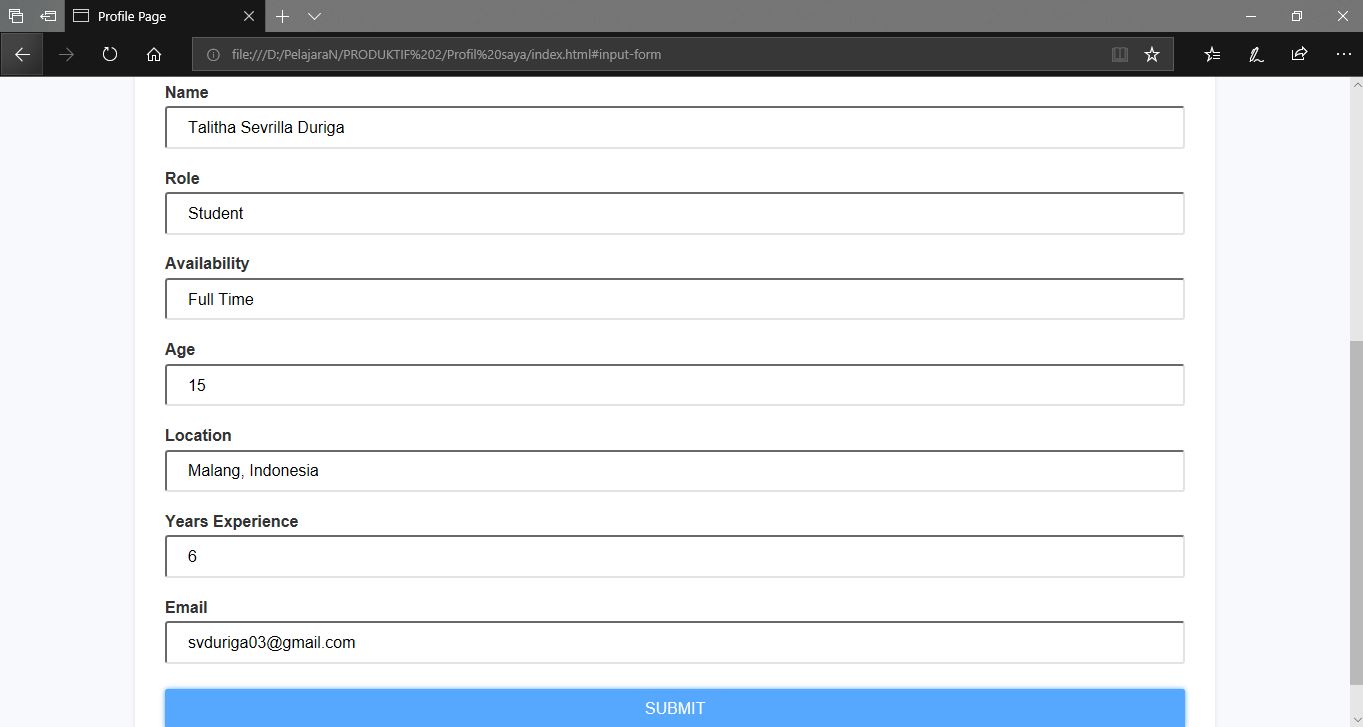 Profile Page
file:///D:/PelajaraN/PRODUKTIF%202/Profil%20saya/index.html#input-form
Name
Talitha Sevrilla Duriga
Role
Student
Availability
Full Time
Age
15
Location
Malang, Indonesia
Years Experience
6
Email
svduriga03@gmail.com
SUBMIT